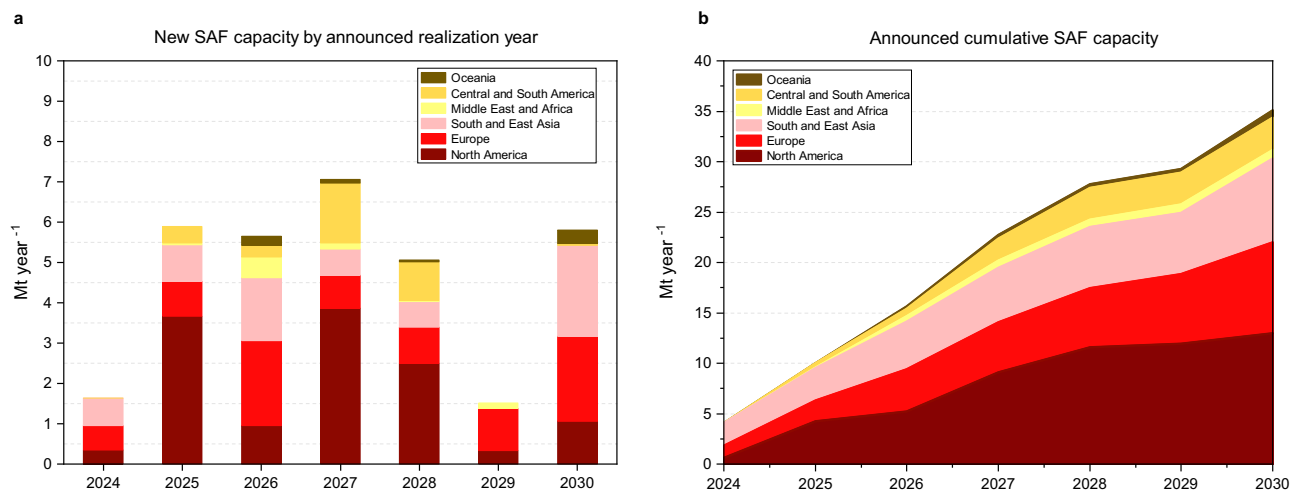 a
New SAF capacity by announced realization year
Mt year ⁻¹
10
9
8
7
6
5
4
3
2
1
0
Oceania
Central and South America
Middle East and Africa
South and East Asia
Europe
North America
2024 2025 2026 2027 2028 2029 2030
b
Announced cumulative SAF capacity
Mt year ⁻¹
40
35
30
25
20
15
10
5
0
Oceania
Central and South America
Middle East and Africa
South and East Asia
Europe
North America
2024 2025 2026 2027 2028 2029 2030